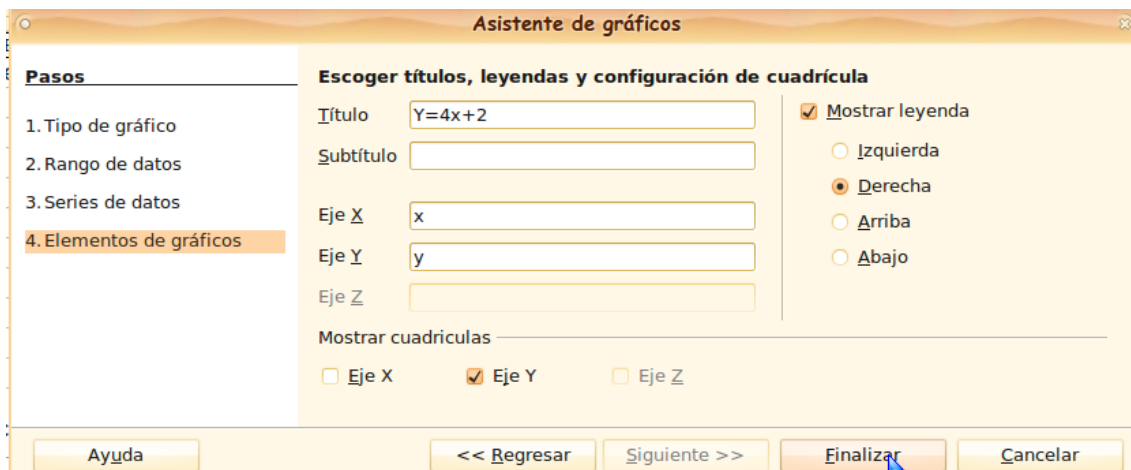 Asistente de gráficos
Pasos
1. Tipo de gráfico
2. Rango de datos
3. Series de datos
4. Elementos de gráficos
Escoger títulos, leyendas y configuración de cuadrícula
Título Y=4x+2
Subtítulo
Eje X x
Eje Y y
Eje Z
Mostrar leyenda
Izquierda
Derecha
Arriba
Abajo
Mostrar cuadriculas
Eje X Eje Y Eje Z
Ayuda << Regresar Siguiente >> Finalizar Cancelar